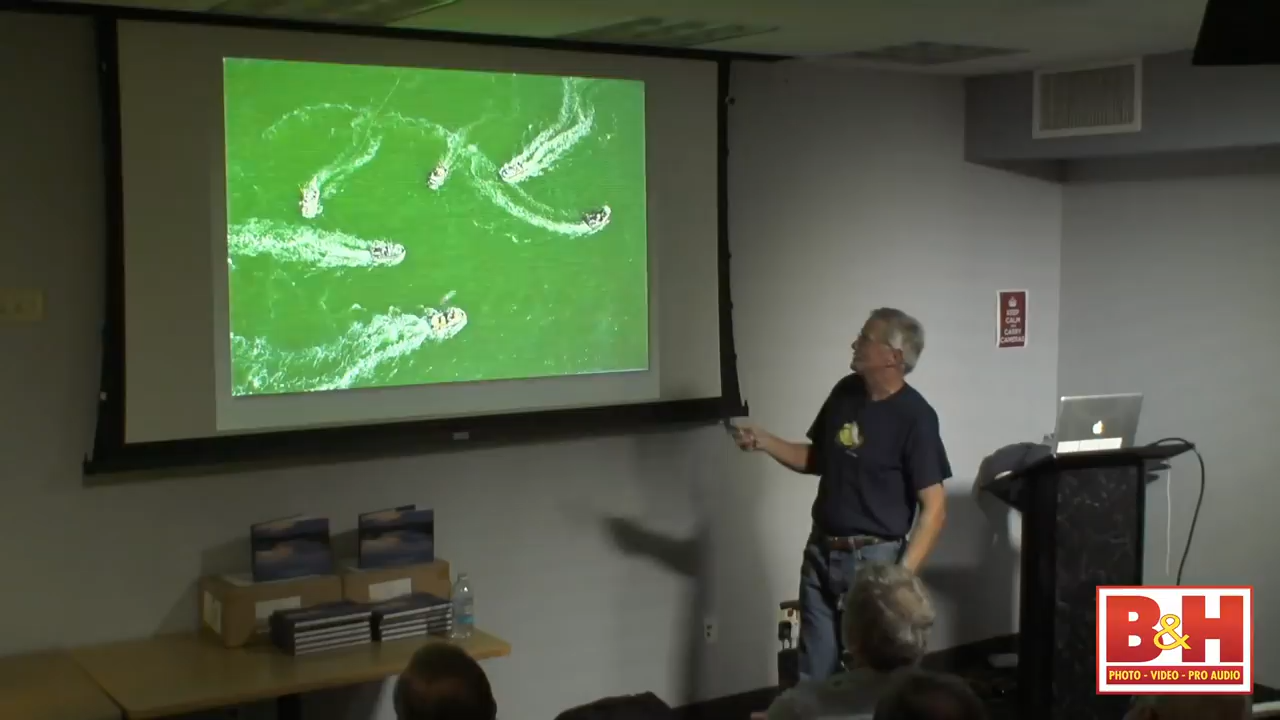 KEEP
CALM
AND
CARRY
CAMERAS
B&H
PHOTO - VIDEO - PRO AUDIO